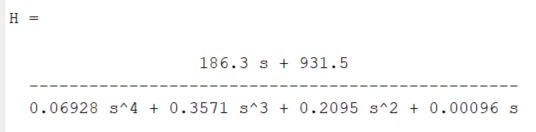 H =
186.3 s + 931.5
-------------------------------------------------
0.06928 s^4 + 0.3571 s^3 + 0.2095 s^2 + 0.00096 s